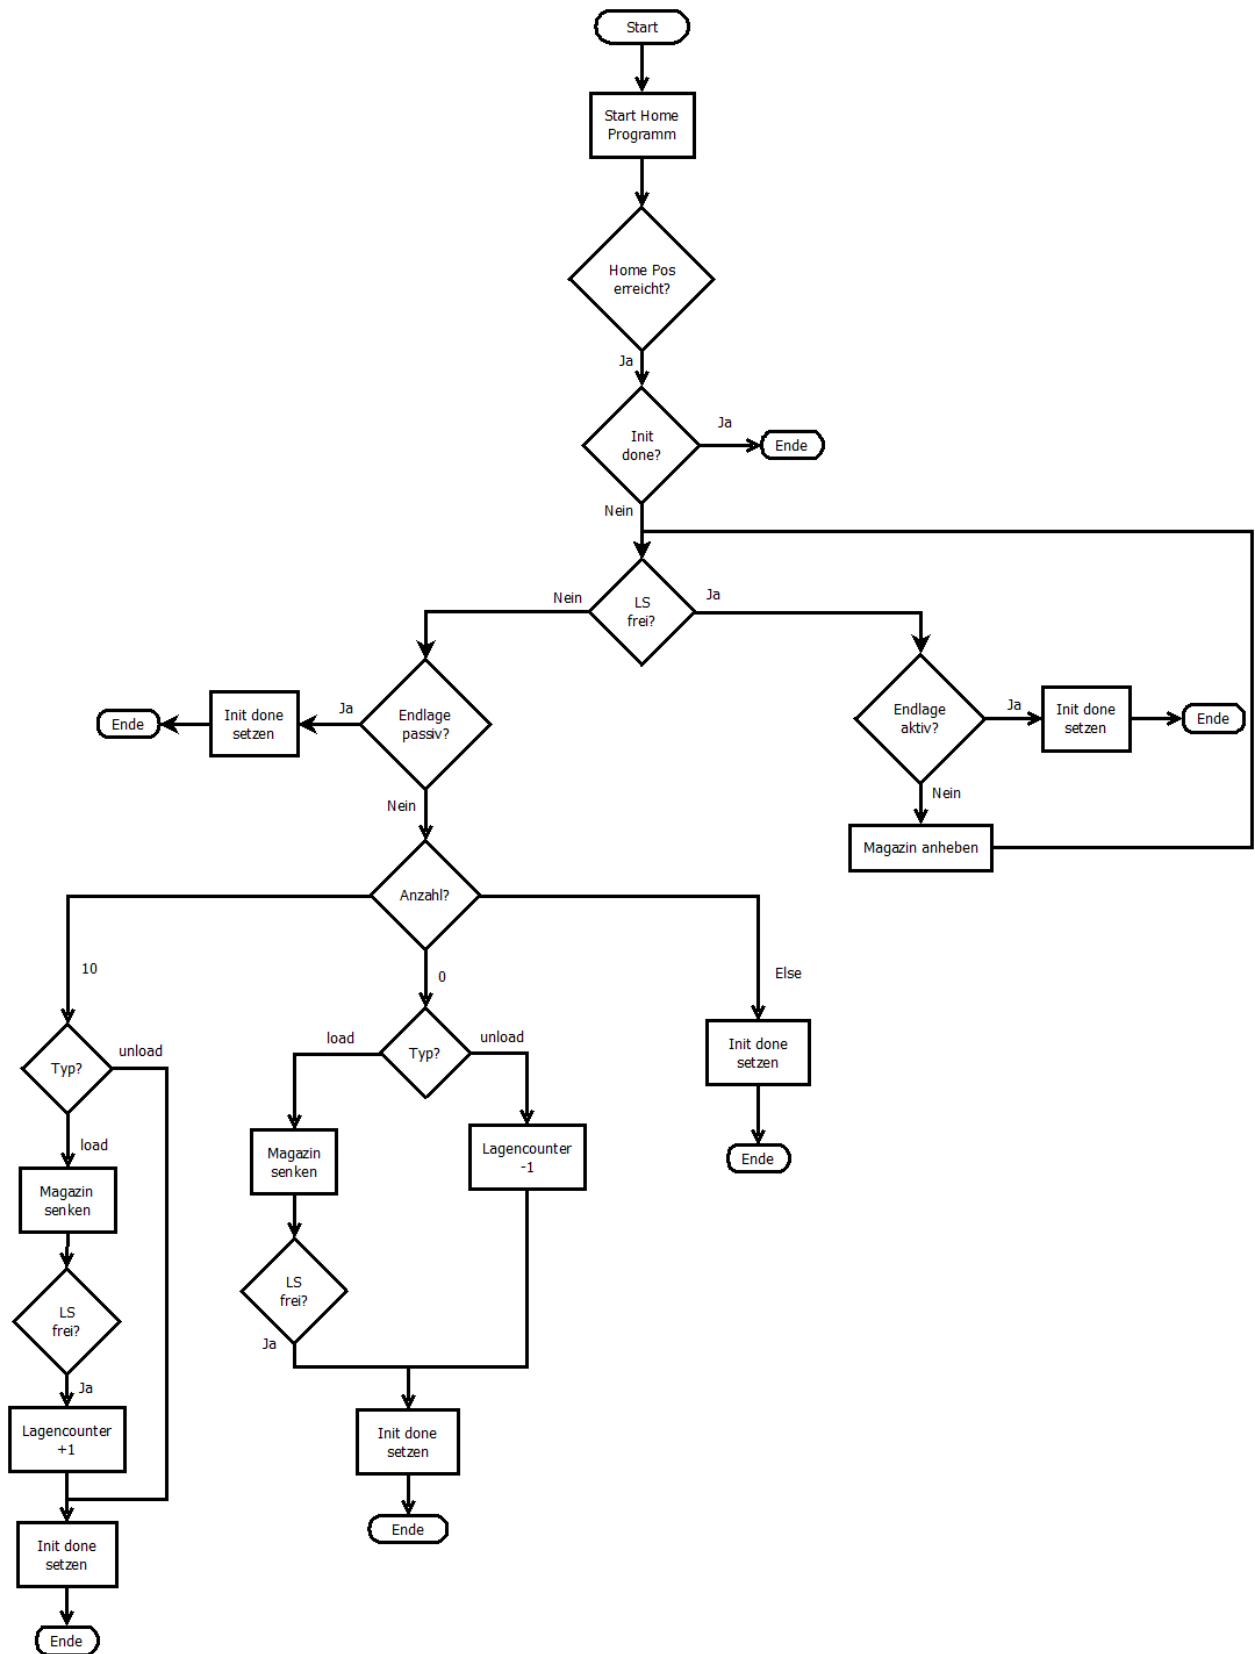 Start
Start Home
Programm
Home Pos
erreicht?
Ja
Init
done?
Ja
Ende
Nein
LS
frei?
Nein
Ja
Endlage
passiv?
Ja
Init done
setzen
Ende
Nein
Endlage
aktiv?
Ja
Init done
setzen
Ende
Nein
Magazin anheben
Anzahl?
10
0
Else
Typ?
unload
load
Magazin
senken
LS
frei?
Ja
Lagencounter
+1
Init done
setzen
Ende
Typ?
load
unload
Magazin
senken
LS
frei?
Ja
Lagencounter
-1
Init done
setzen
Ende
Init done
setzen
Ende